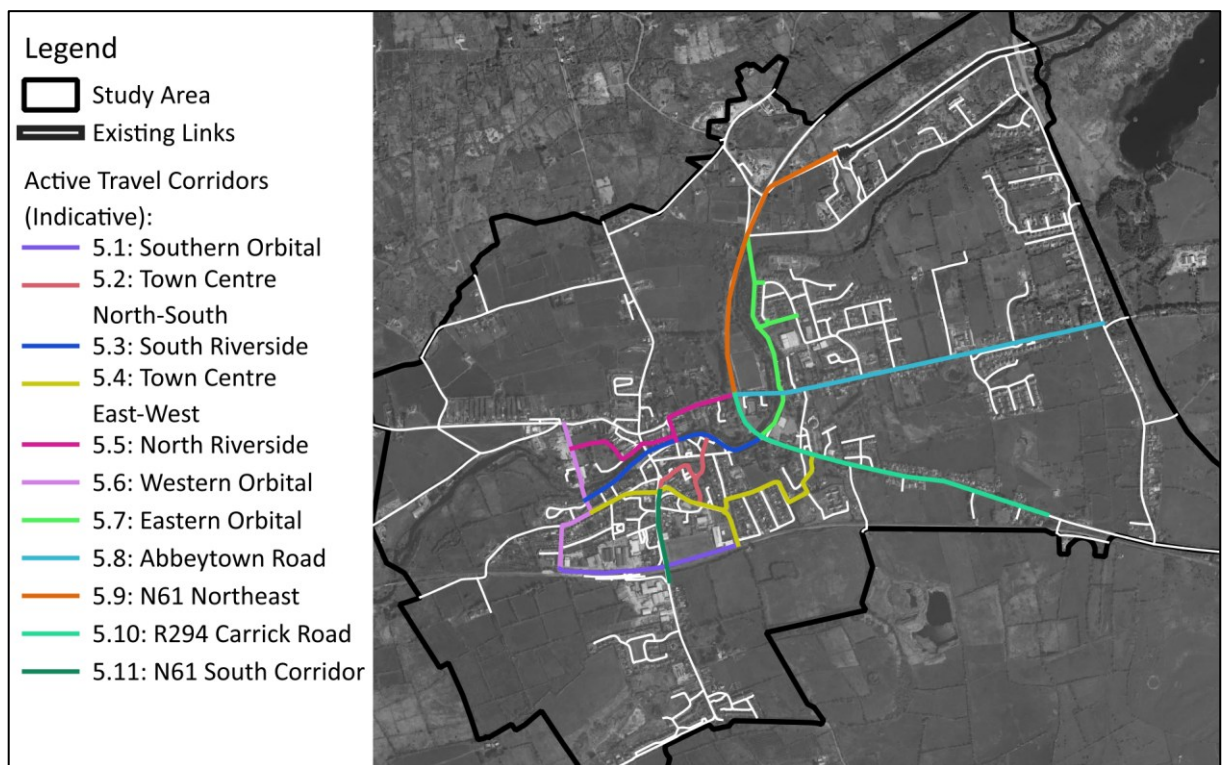 Legend
Study Area
Existing Links
Active Travel Corridors
(Indicative):
5.1: Southern Orbital
5.2: Town Centre
North-South
5.3: South Riverside
5.4: Town Centre
East-West
5.5: North Riverside
5.6: Western Orbital
5.7: Eastern Orbital
5.8: Abbeytown Road
5.9: N61 Northeast
5.10: R294 Carrick Road
5.11: N61 South Corridor